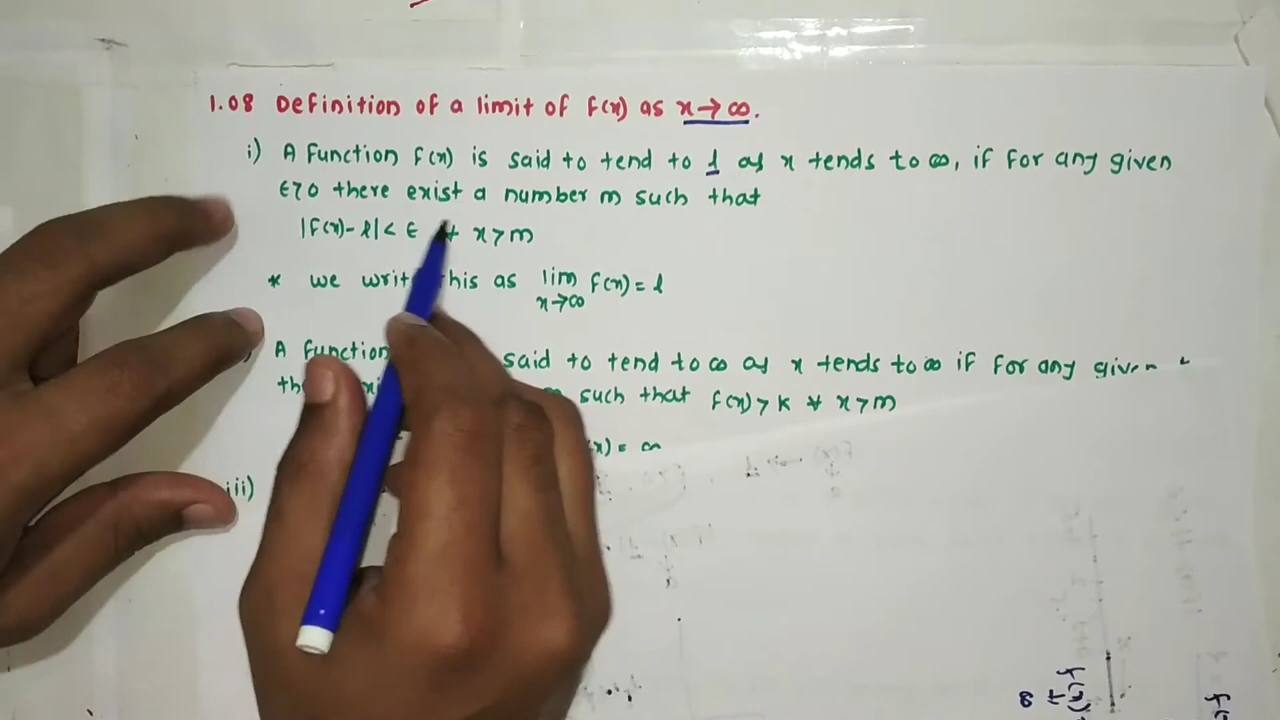 1.08 Definition of a limit of f(x) as x→∞.
i) A function f(x) is said to tend to l as x tends to ∞, if for any given
ϵ>0 there exist a number m such that
|f(x)-l|< ϵ ∀ x>m
* we write this as lim f(x)= l
x→∞
A function said to tend to ∞ as x tends to ∞ if for any given
such that f(x)>k ∀ x>m
(x)= ∞
iii)